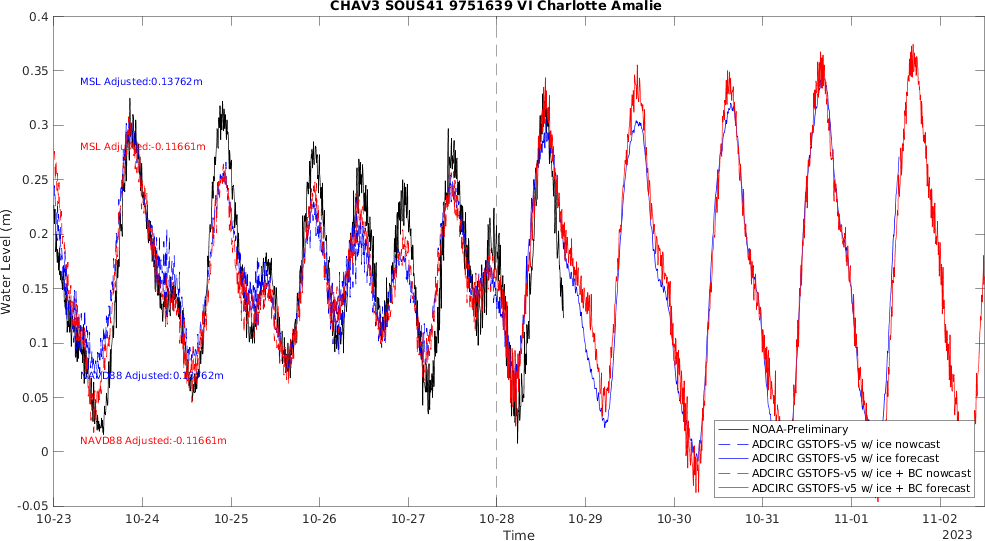 CHAV3 SOUS41 9751639 VI Charlotte Amalie
0.4
0.35
0.3
0.25
0.2
0.15
0.1
0.05
0
-0.05
Water Level (m)
MSL Adjusted:0.13762m
MSL Adjusted:-0.11661m
NAVD88 Adjusted:0.13762m
NAVD88 Adjusted:-0.11661m
NOAA-Preliminary
ADCIRC GSTOFS-v5 w/ ice nowcast
ADCIRC GSTOFS-v5 w/ ice forecast
ADCIRC GSTOFS-v5 w/ ice + BC nowcast
ADCIRC GSTOFS-v5 w/ ice + BC forecast
10-23 10-24 10-25 10-26 10-27 10-28 10-29 10-30 10-31 11-01 11-02
Time
2023